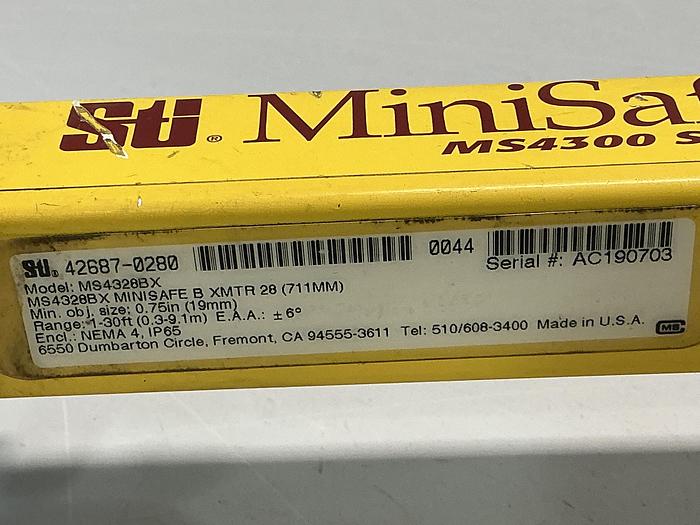 STi® MiniSaf
MS4300 S
STi® 42687-0280 0044
Serial #: AC190703
Model: MS4328BX
MS4328BX MINISAFE B XMTR 28 (711MM)
Min. obj. size: 0.75in (19mm)
Range: 1-30ft (0.3-9.1m) E.A.A.: ± 6°
Encl.: NEMA 4, IP65
6550 Dumbarton Circle, Fremont, CA 94555-3611 Tel: 510/608-3400 Made in U.S.A. MS